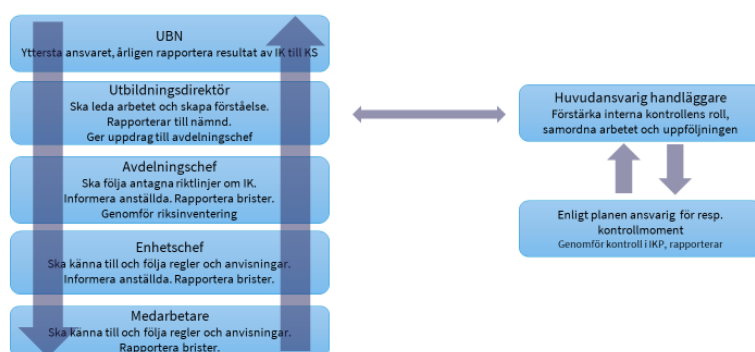 UBN
Yttersta ansvaret, årligen rapportera resultat av IK till KS
Utbildningsdirektör
Ska leda arbetet och skapa förståelse.
Rapporterar till nämnd.
Ger uppdrag till avdelningschef
Avdelningschef
Ska följa antagna riktlinjer om IK.
Informera anställda. Rapportera brister.
Genomför riksinventering
Enhetschef
Ska känna till och följa regler och anvisningar.
Informera anställda. Rapportera brister.
Medarbetare
Ska känna till och följa regler och anvisningar.
Rapportera brister.
Huvudansvarig handläggare
Förstärka interna kontrollens roll,
samordna arbetet och uppföljningen
Enligt planen ansvarig för resp.
kontrollmoment
Genomför kontroll i IKP, rapporterar